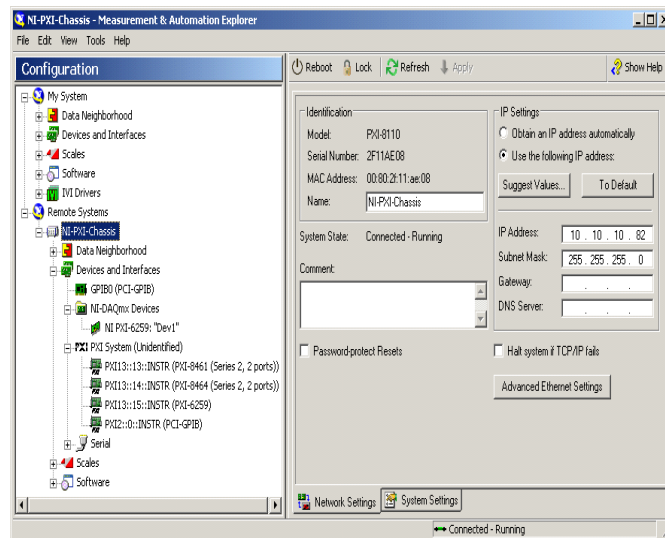 NI-PXI-Chassis - Measurement & Automation Explorer
File Edit View Tools Help
Configuration
Reboot Lock Refresh Apply Show Help
My System
Data Neighborhood
Devices and Interfaces
Scales
Software
IVI Drivers
Remote Systems
NI-PXI-Chassis
Data Neighborhood
Devices and Interfaces
GPIB0 (PCI-GPIB)
NI-DAQmx Devices
NI PXI-6259: "Dev1"
PXI PXI System (Unidentified)
PXI13::13::INSTR (PXI-8461 (Series 2, 2 ports))
PXI13::14::INSTR (PXI-8464 (Series 2, 2 ports))
PXI13::15::INSTR (PXI-6259)
PXI2::0::INSTR (PCI-GPIB)
Serial
Scales
Software
Identification
Model: PXI-8110
Serial Number: 2F11AE08
MAC Address: 00:80:2f:11:ae:08
Name: NI-PXI-Chassis
System State: Connected - Running
Comment:
Password-protect Resets
IP Settings
Obtain an IP address automatically
Use the following IP address:
Suggest Values... To Default
IP Address: 10 . 10 . 10 . 82
Subnet Mask: 255 . 255 . 255 . 0
Gateway: . . .
DNS Server: . . .
Halt system if TCP/IP fails
Advanced Ethernet Settings
Network Settings System Settings
Connected - Running